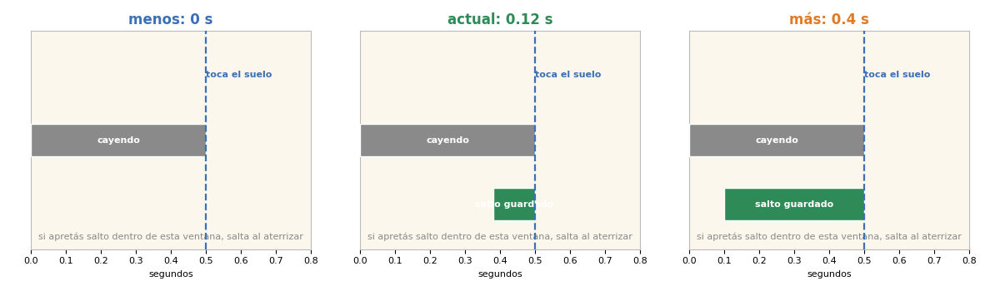 menos: 0 s
toca el suelo
cayendo
si apretás salto dentro de esta ventana, salta al aterrizar
0.0 0.1 0.2 0.3 0.4 0.5 0.6 0.7 0.8
segundos
actual: 0.12 s
toca el suelo
cayendo
salto guardado
si apretás salto dentro de esta ventana, salta al aterrizar
0.0 0.1 0.2 0.3 0.4 0.5 0.6 0.7 0.8
segundos
más: 0.4 s
toca el suelo
cayendo
salto guardado
si apretás salto dentro de esta ventana, salta al aterrizar
0.0 0.1 0.2 0.3 0.4 0.5 0.6 0.7 0.8
segundos